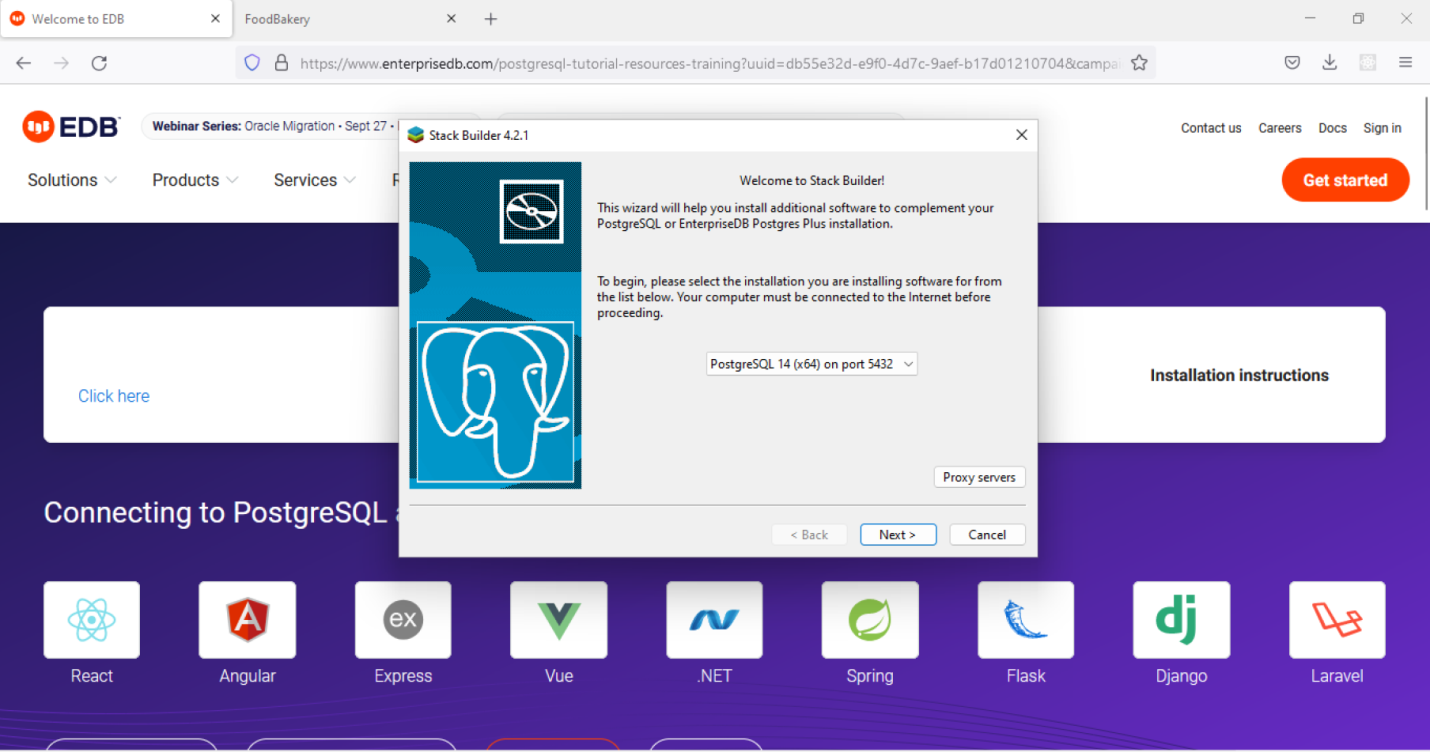 Welcome to EDB
FoodBakery
https://www.enterprisedb.com/postgresql-tutorial-resources-training?uuid=db55e32d-e9f0-4d7c-9aef-b17d01210704&campai
EDB
Webinar Series: Oracle Migration • Sept 27 •
Contact us Careers Docs Sign in
Solutions Products Services
Get started
Stack Builder 4.2.1
Welcome to Stack Builder!
This wizard will help you install additional software to complement your
PostgreSQL or EnterpriseDB Postgres Plus installation.
To begin, please select the installation you are installing software for from
the list below. Your computer must be connected to the Internet before
proceeding.
PostgreSQL 14 (x64) on port 5432
Proxy servers
< Back Next > Cancel
Click here
Installation instructions
Connecting to PostgreSQL
ex
dj
React Angular Express Vue .NET Spring Flask Django Laravel